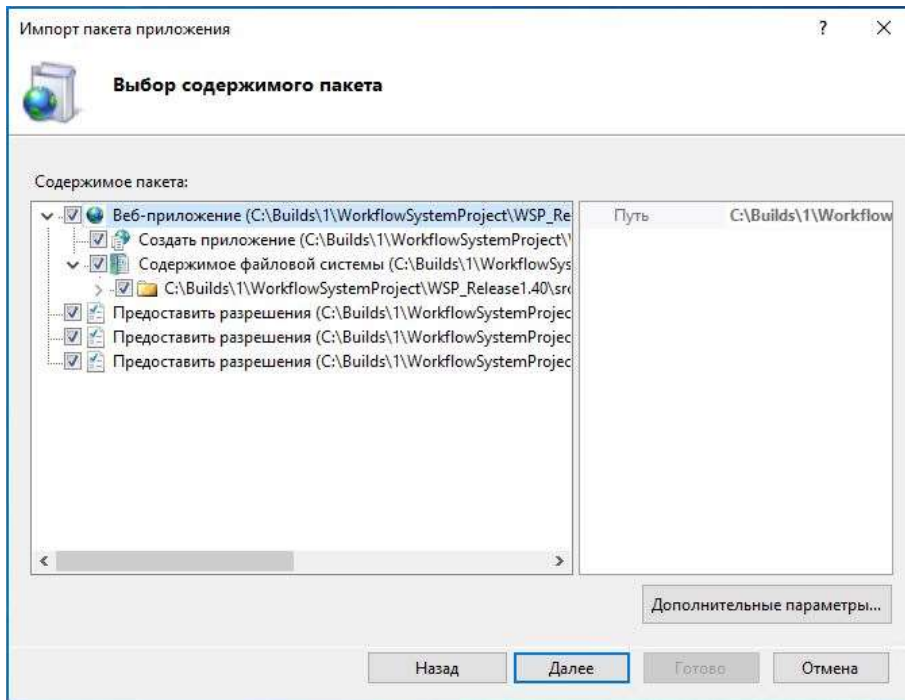 Импорт пакета приложения
?
Выбор содержимого пакета
Содержимое пакета:
Веб-приложение (C:\Builds\1\WorkflowSystemProject\WSP_Re
Создать приложение (C:\Builds\1\WorkflowSystemProject\
Содержимое файловой системы (C:\Builds\1\WorkflowSys
C:\Builds\1\WorkflowSystemProject\WSP_Release1.40\src
Предоставить разрешения (C:\Builds\1\WorkflowSystemProjec
Предоставить разрешения (C:\Builds\1\WorkflowSystemProjec
Предоставить разрешения (C:\Builds\1\WorkflowSystemProjec
Путь C:\Builds\1\Workflow
Дополнительные параметры...
Назад Далее Готово Отмена